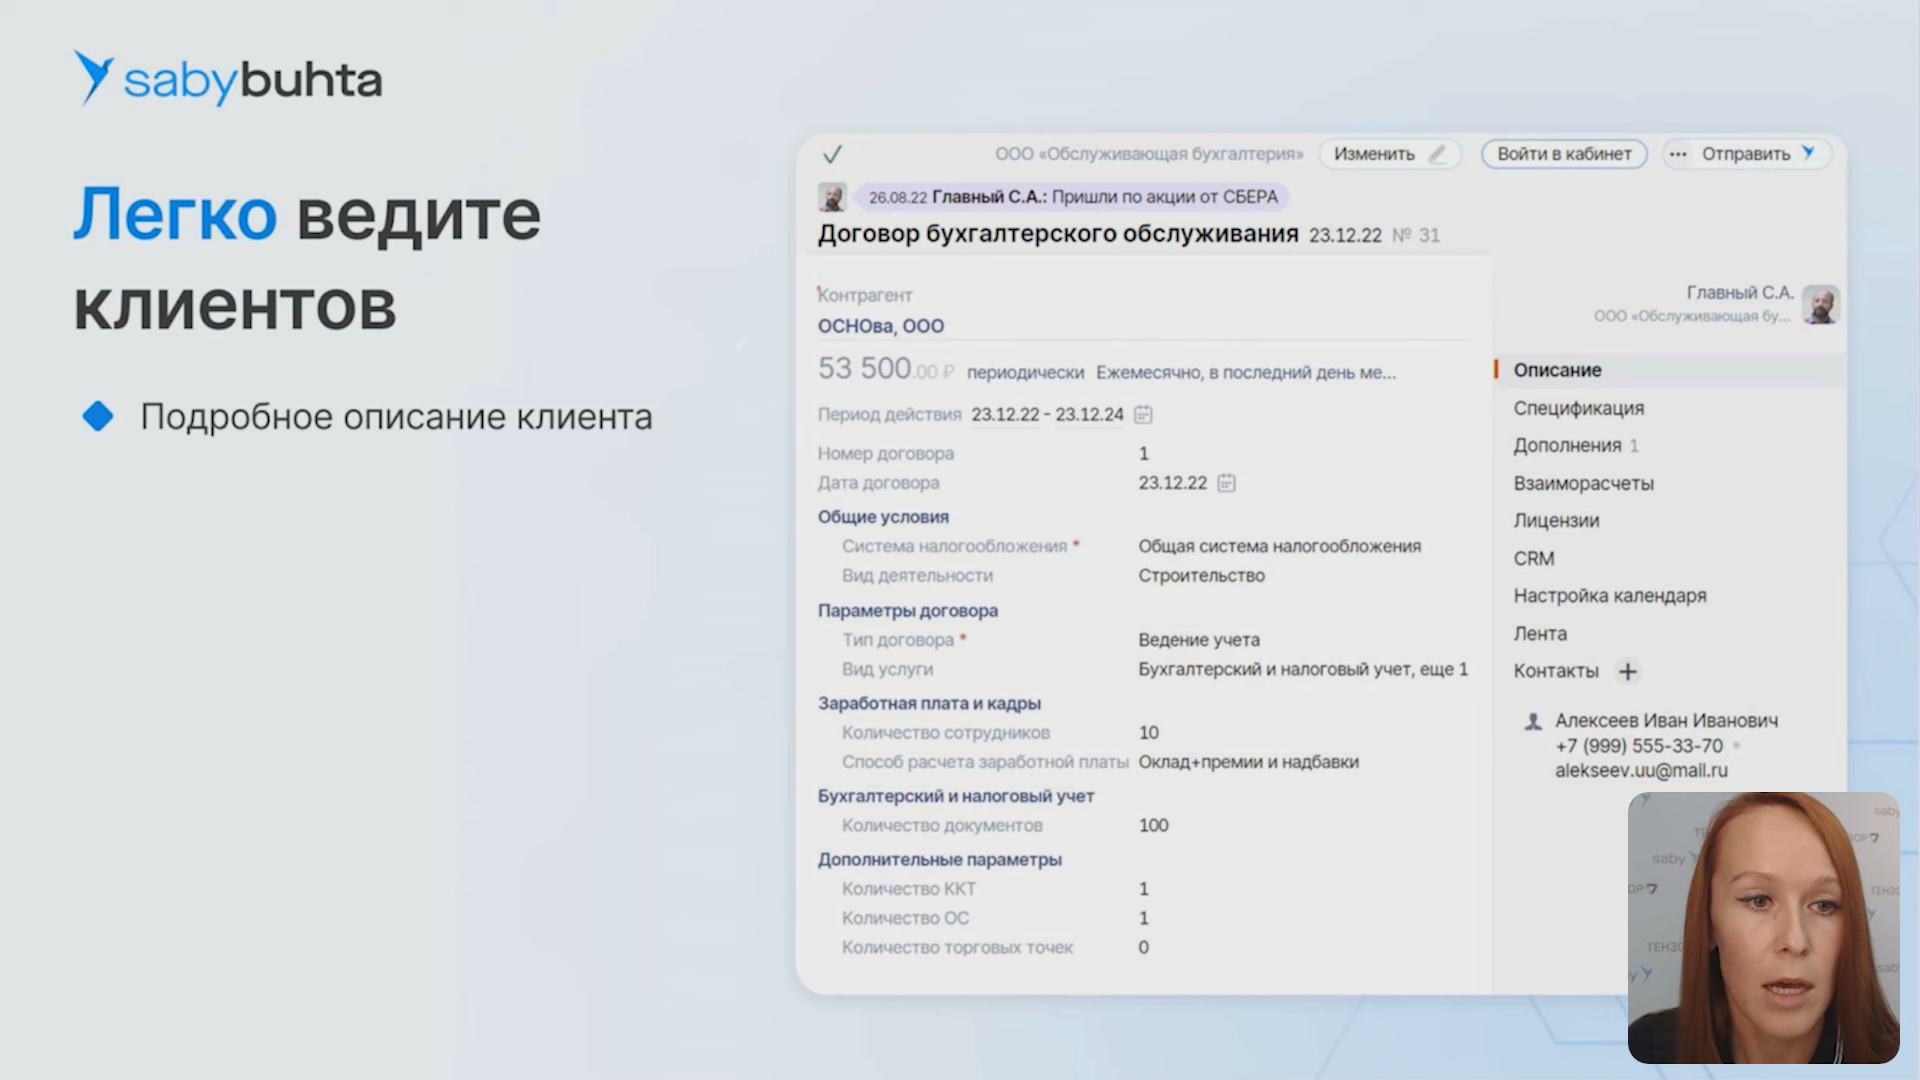 sabybuhta
Легко ведите
клиентов
Подробное описание клиента
ООО «Обслуживающая бухгалтерия»
Изменить
Войти в кабинет
Отправить
26.08.22 Главный С.А.: Пришли по акции от СБЕРА
Договор бухгалтерского обслуживания 23.12.22 № 31
Контрагент
ОСНОва, ООО
53 500.00 ₽ периодически Ежемесячно, в последний день ме...
Период действия 23.12.22 - 23.12.24
Номер договора 1
Дата договора 23.12.22
Общие условия
Система налогообложения * Общая система налогообложения
Вид деятельности Строительство
Параметры договора
Тип договора * Ведение учета
Вид услуги Бухгалтерский и налоговый учет, еще 1
Заработная плата и кадры
Количество сотрудников 10
Способ расчета заработной платы Оклад+премии и надбавки
Бухгалтерский и налоговый учет
Количество документов 100
Дополнительные параметры
Количество ККТ 1
Количество ОС 1
Количество торговых точек 0
Главный С.А.
ООО «Обслуживающая бу...
Описание
Спецификация
Дополнения 1
Взаиморасчеты
Лицензии
CRM
Настройка календаря
Лента
Контакты +
Алексеев Иван Иванович
+7 (999) 555-33-70
alekseev.uu@mail.ru
saby